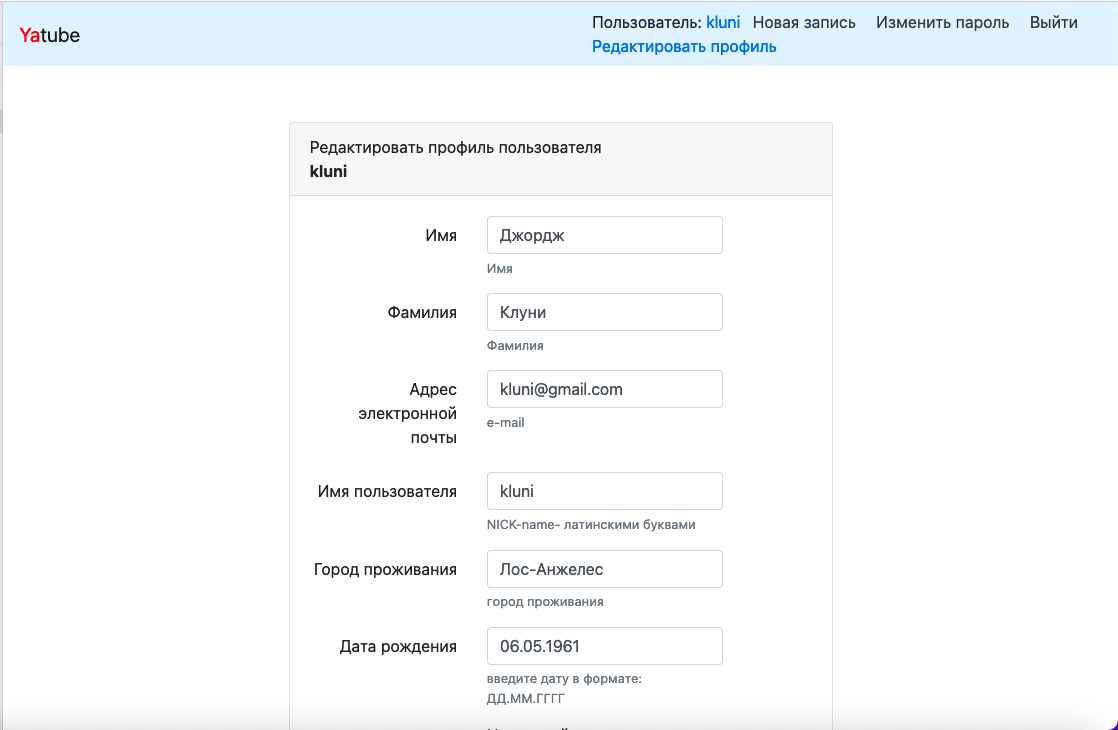 Yatube
Пользователь: kluni Новая запись Изменить пароль Выйти
Редактировать профиль
Редактировать профиль пользователя
kluni
Имя
Джордж
Имя
Фамилия
Клуни
Фамилия
Адрес
электронной
почты
kluni@gmail.com
e-mail
Имя пользователя
kluni
NICK-name- латинскими буквами
Город проживания
Лос-Анжелес
город проживания
Дата рождения
06.05.1961
введите дату в формате:
ДД.ММ.ГГГГ